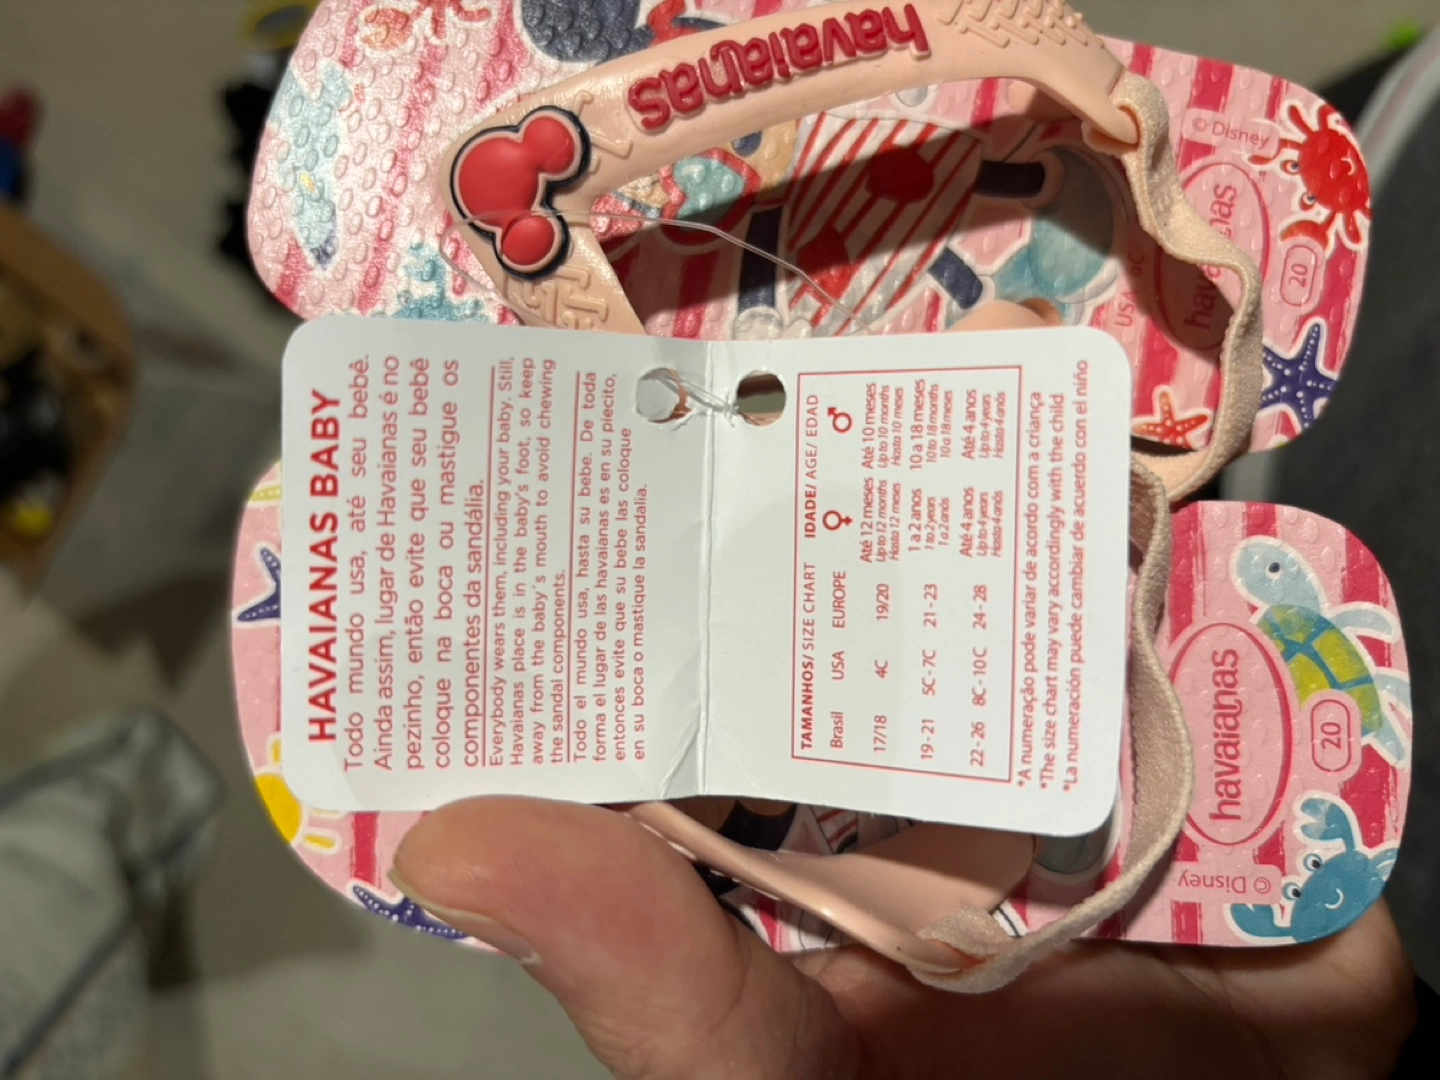 HAVAIANAS BABY
Todo mundo usa, até seu bebê.
Ainda assim, lugar de Havaianas é no
pezinho, então evite que seu bebê
coloque na boca ou mastigue os
componentes da sandália.
Everybody wears them, including your baby. Still,
Havaianas place is in the baby's foot, so keep
away from the baby's mouth to avoid chewing
the sandal components.
Todo el mundo usa, hasta su bebe. De toda
forma el lugar de las havaianas es en su piecito,
entonces evite que su bebe las coloque
en su boca o mastique la sandalia.
TAMANHOS/ SIZE CHART IDADE/ AGE/ EDAD
Brasil USA EUROPE ♀ ♂
17/18 4C 19/20 Até 12 meses Até 10 meses
Up to 12 months Up to 10 months
Hasta 12 meses Hasta 10 meses
19 - 21 5C - 7C 21 - 23 1 a 2 anos 10 a 18 meses
1 to 2 years 10 to 18 months
1 a 2 anõs 10 a 18 meses
22 - 26 8C - 10C 24 - 28 Até 4 anos Até 4 anos
Up to 4 years Up to 4 years
Hasta 4 anõs Hasta 4 anõs
*A numeração pode variar de acordo com a criança
*The size chart may vary accordingly with the child
*La numeración puede cambiar de acuerdo con el niño
havaianas
© Disney
20
USA
havaianas
20
© Disney